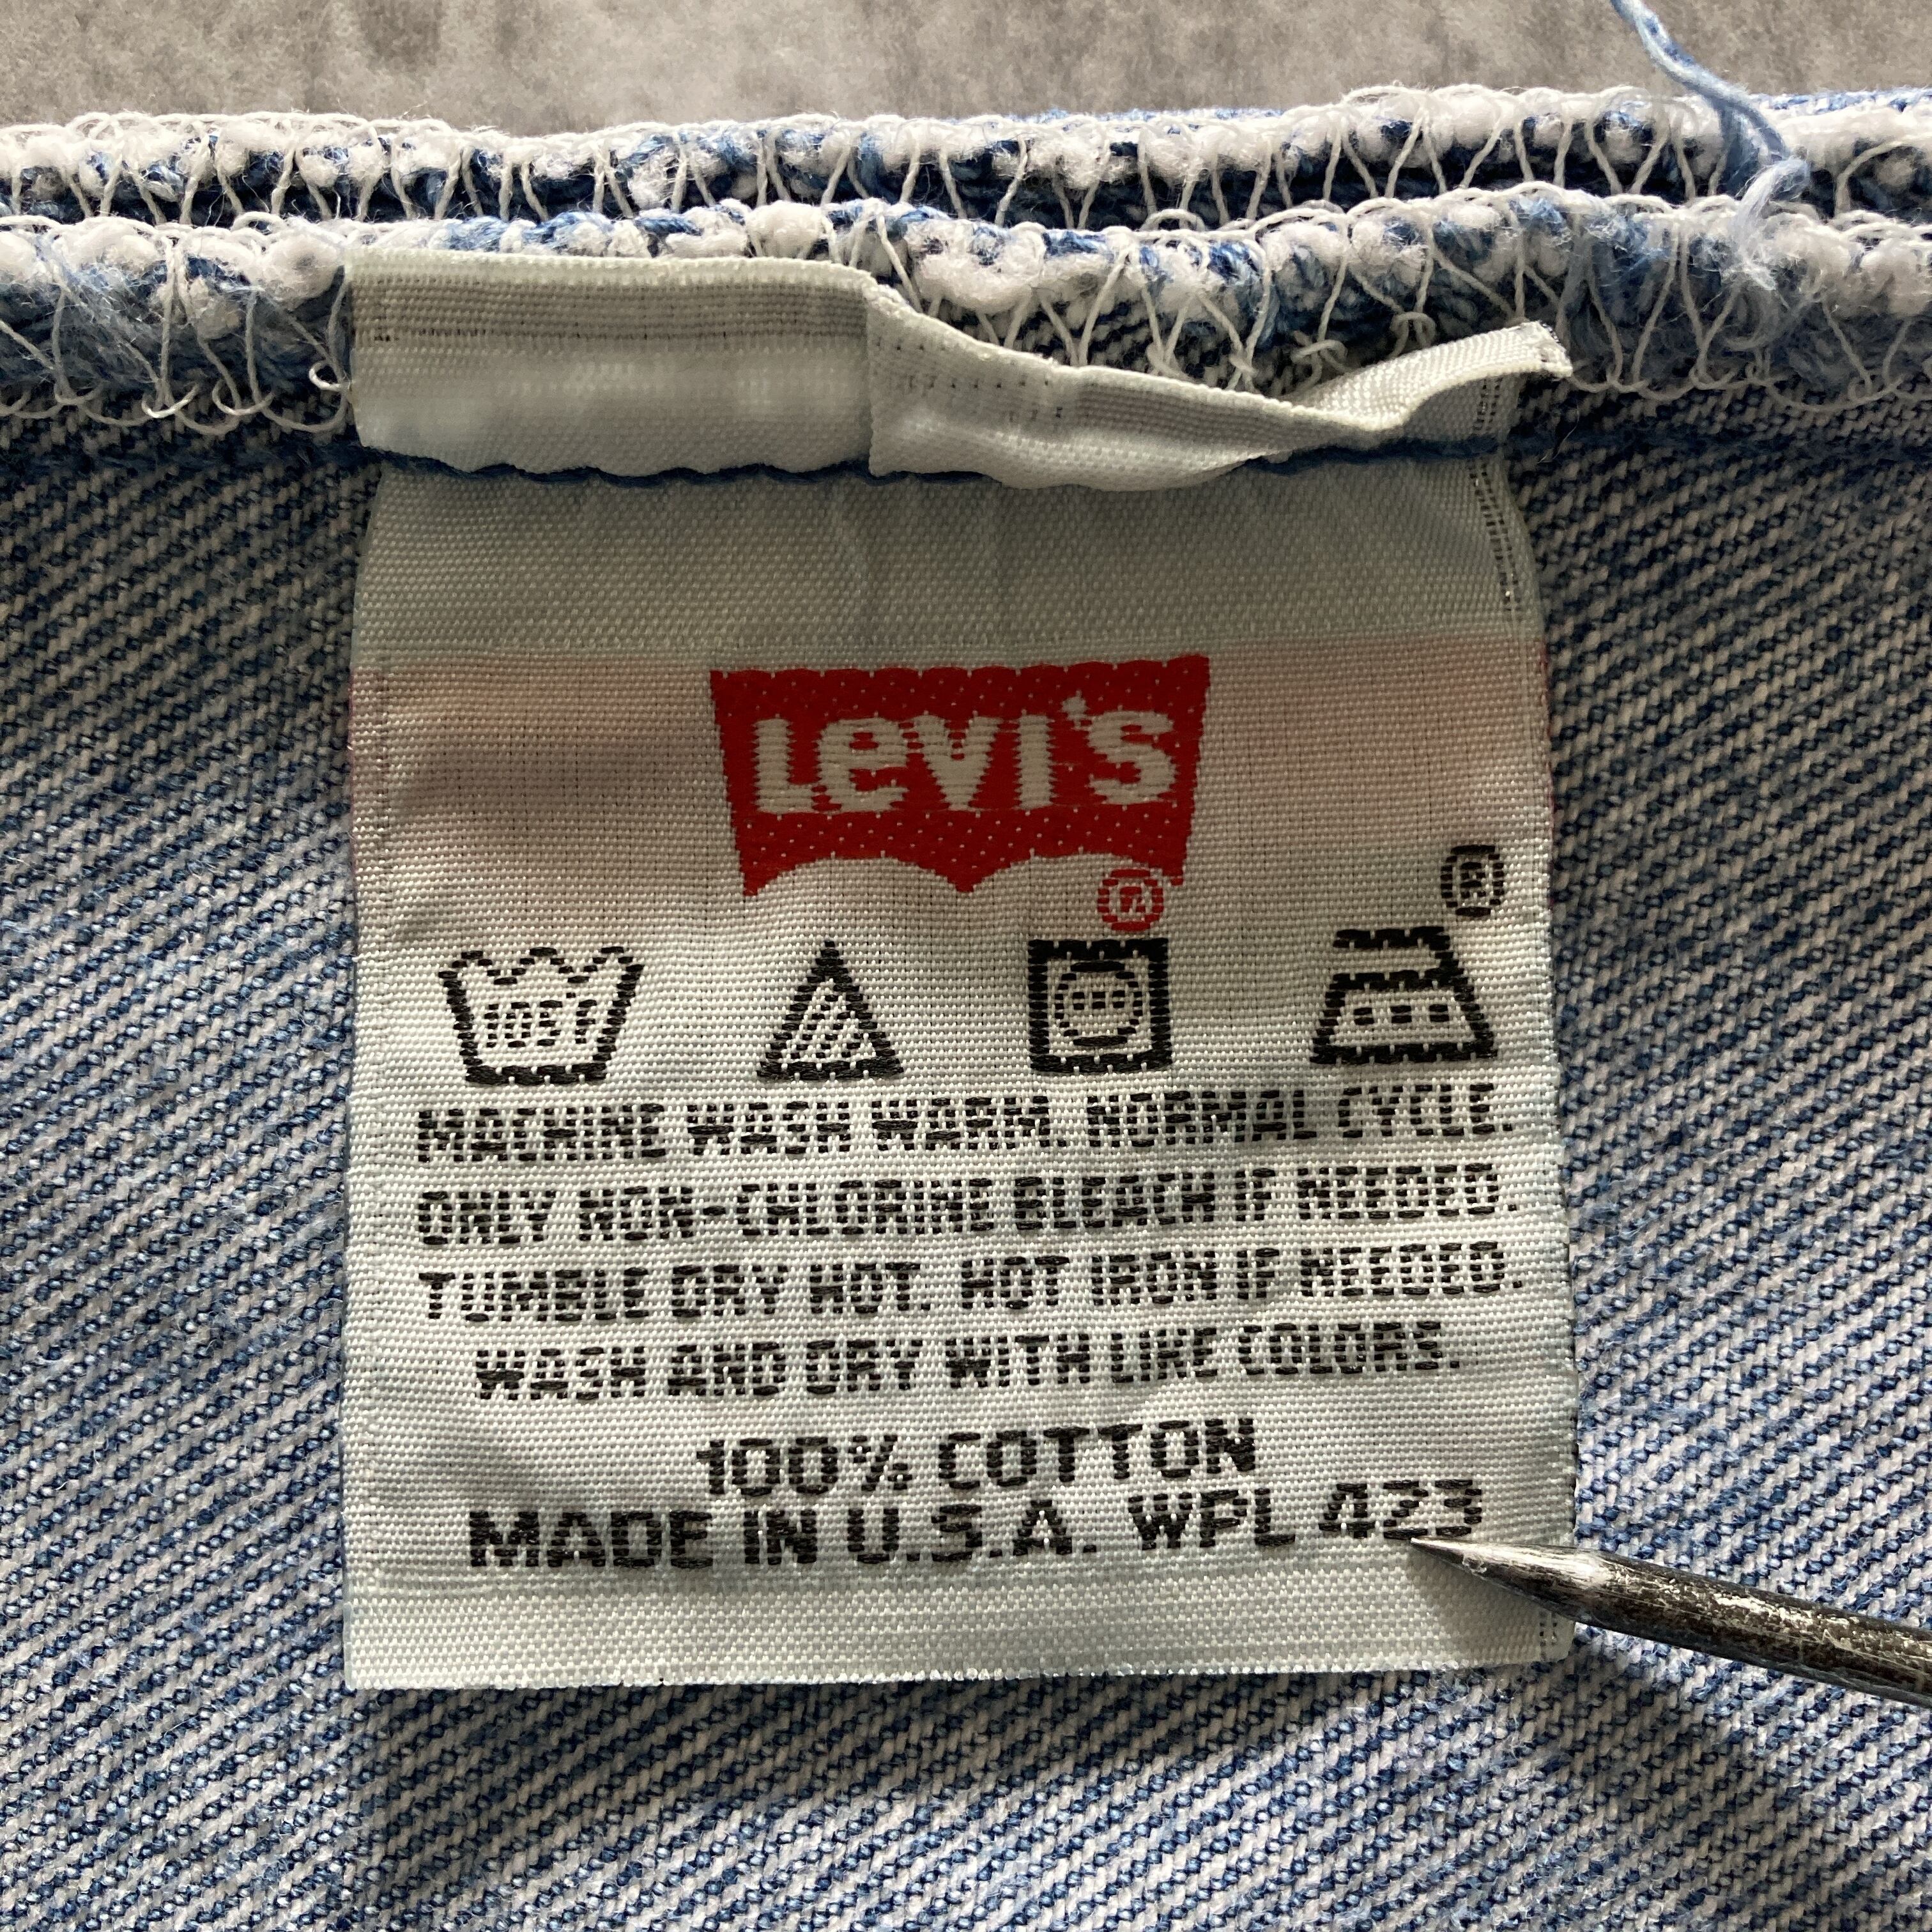 Levi's
®
®
105°F
MACHINE WASH WARM. NORMAL CYCLE.
ONLY NON-CHLORINE BLEACH IF NEEDED.
TUMBLE DRY HOT. HOT IRON IF NEEDED.
WASH AND DRY WITH LIKE COLORS.
100% COTTON
MADE IN U.S.A. WPL 423